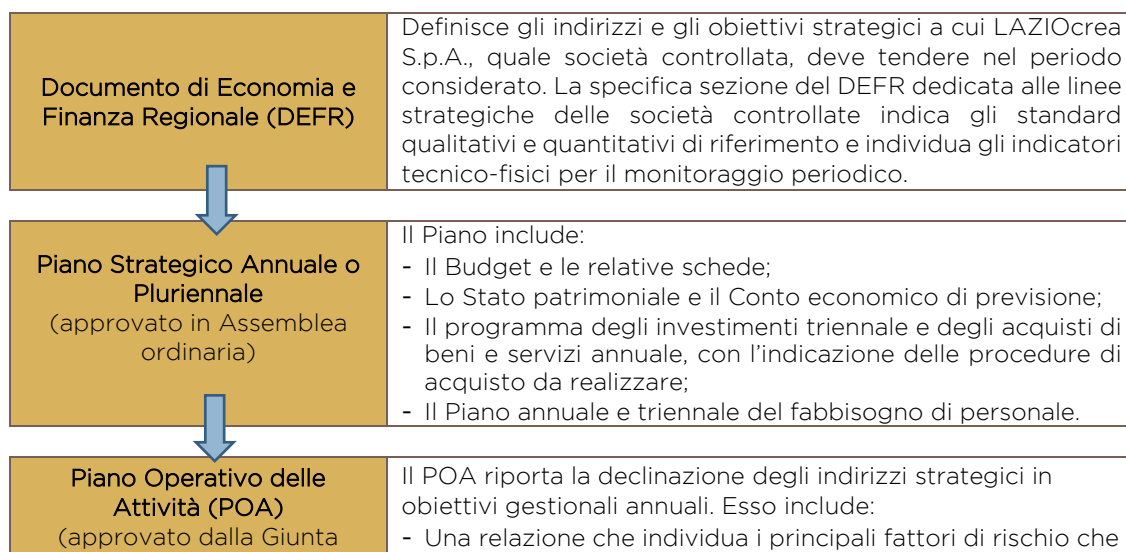 Documento di Economia e
Finanza Regionale (DEFR)
Definisce gli indirizzi e gli obiettivi strategici a cui LAZIOcrea
S.p.A., quale società controllata, deve tendere nel periodo
considerato. La specifica sezione del DEFR dedicata alle linee
strategiche delle società controllate indica gli standard
qualitativi e quantitativi di riferimento e individua gli indicatori
tecnico-fisici per il monitoraggio periodico.
Piano Strategico Annuale o
Pluriennale
(approvato in Assemblea
ordinaria)
Il Piano include:
- Il Budget e le relative schede;
- Lo Stato patrimoniale e il Conto economico di previsione;
- Il programma degli investimenti triennale e degli acquisti di
beni e servizi annuale, con l'indicazione delle procedure di
acquisto da realizzare;
- Il Piano annuale e triennale del fabbisogno di personale.
Piano Operativo delle
Attività (POA)
(approvato dalla Giunta
Il POA riporta la declinazione degli indirizzi strategici in
obiettivi gestionali annuali. Esso include:
- Una relazione che individua i principali fattori di rischio che